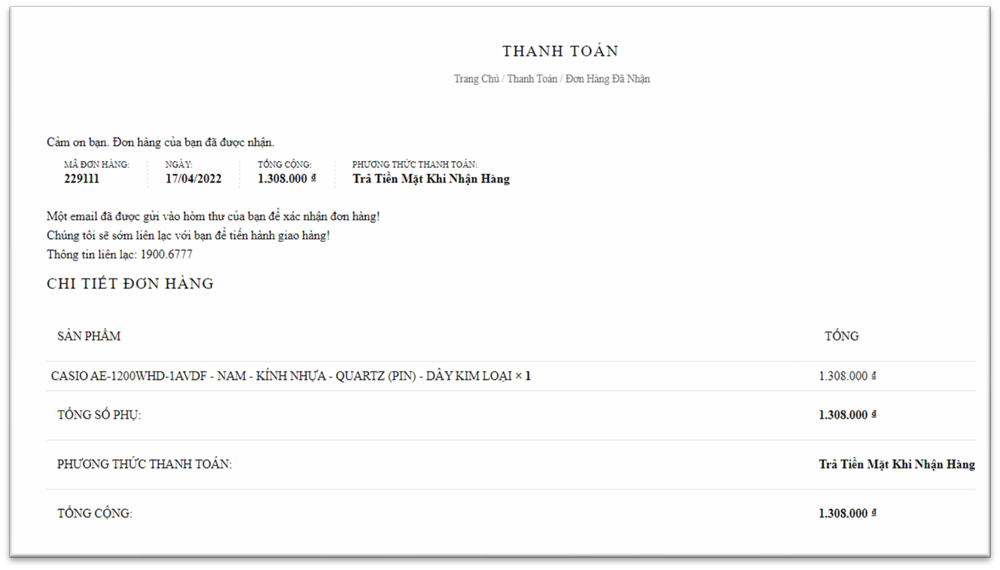 THANH TOÁN
Trang Chủ / Thanh Toán / Đơn Hàng Đã Nhận
Cảm ơn bạn. Đơn hàng của bạn đã được nhận.
MÃ ĐƠN HÀNG: NGÀY: TỔNG CỘNG: PHƯƠNG THỨC THANH TOÁN:
229111 17/04/2022 1.308.000 ₫ Trả Tiền Mặt Khi Nhận Hàng
Một email đã được gửi vào hòm thư của bạn để xác nhận đơn hàng!
Chúng tôi sẽ sớm liên lạc với bạn để tiến hành giao hàng!
Thông tin liên lạc: 1900.6777
CHI TIẾT ĐƠN HÀNG
SẢN PHẨM TỔNG
CASIO AE-1200WHD-1AVDF - NAM - KÍNH NHỰA - QUARTZ (PIN) - DÂY KIM LOẠI × 1 1.308.000 ₫
TỔNG SỐ PHỤ: 1.308.000 ₫
PHƯƠNG THỨC THANH TOÁN: Trả Tiền Mặt Khi Nhận Hàng
TỔNG CỘNG: 1.308.000 ₫